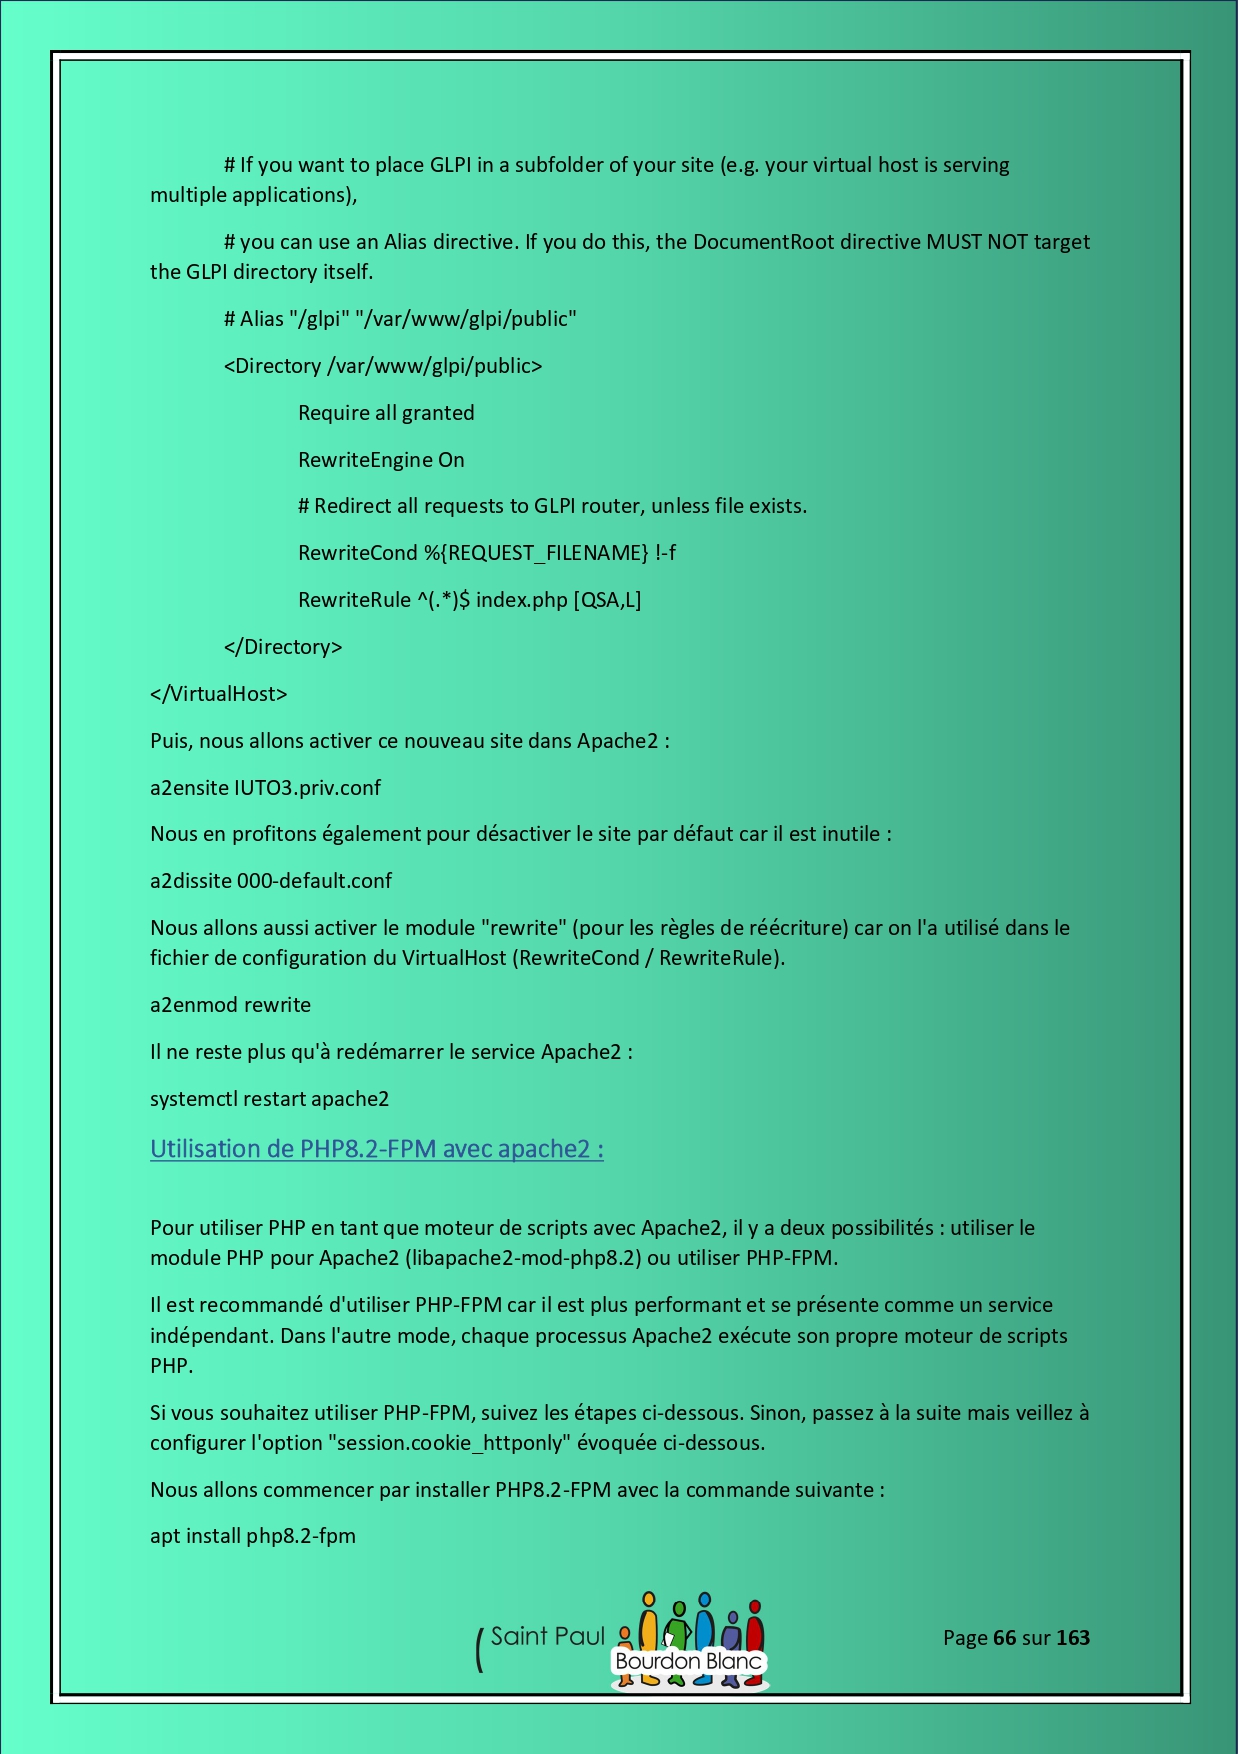 # If you want to place GLPI in a subfolder of your site (e.g. your virtual host is serving
multiple applications),
# you can use an Alias directive. If you do this, the DocumentRoot directive MUST NOT target
the GLPI directory itself.
# Alias "/glpi" "/var/www/glpi/public"
<Directory /var/www/glpi/public>
Require all granted
RewriteEngine On
# Redirect all requests to GLPI router, unless file exists.
RewriteCond %{REQUEST_FILENAME} !-f
RewriteRule ^(.*)$ index.php [QSA,L]
</Directory>
</VirtualHost>
Puis, nous allons activer ce nouveau site dans Apache2 :
a2ensite IUTO3.priv.conf
Nous en profitons également pour désactiver le site par défaut car il est inutile :
a2dissite 000-default.conf
Nous allons aussi activer le module "rewrite" (pour les règles de réécriture) car on l'a utilisé dans le
fichier de configuration du VirtualHost (RewriteCond / RewriteRule).
a2enmod rewrite
Il ne reste plus qu'à redémarrer le service Apache2 :
systemctl restart apache2
Utilisation de PHP8.2-FPM avec apache2 :
Pour utiliser PHP en tant que moteur de scripts avec Apache2, il y a deux possibilités : utiliser le
module PHP pour Apache2 (libapache2-mod-php8.2) ou utiliser PHP-FPM.
Il est recommandé d'utiliser PHP-FPM car il est plus performant et se présente comme un service
indépendant. Dans l'autre mode, chaque processus Apache2 exécute son propre moteur de scripts
PHP.
Si vous souhaitez utiliser PHP-FPM, suivez les étapes ci-dessous. Sinon, passez à la suite mais veillez à
configurer l'option "session.cookie_httponly" évoquée ci-dessous.
Nous allons commencer par installer PHP8.2-FPM avec la commande suivante :
apt install php8.2-fpm
Saint Paul
Bourdon Blanc
Page 66 sur 163